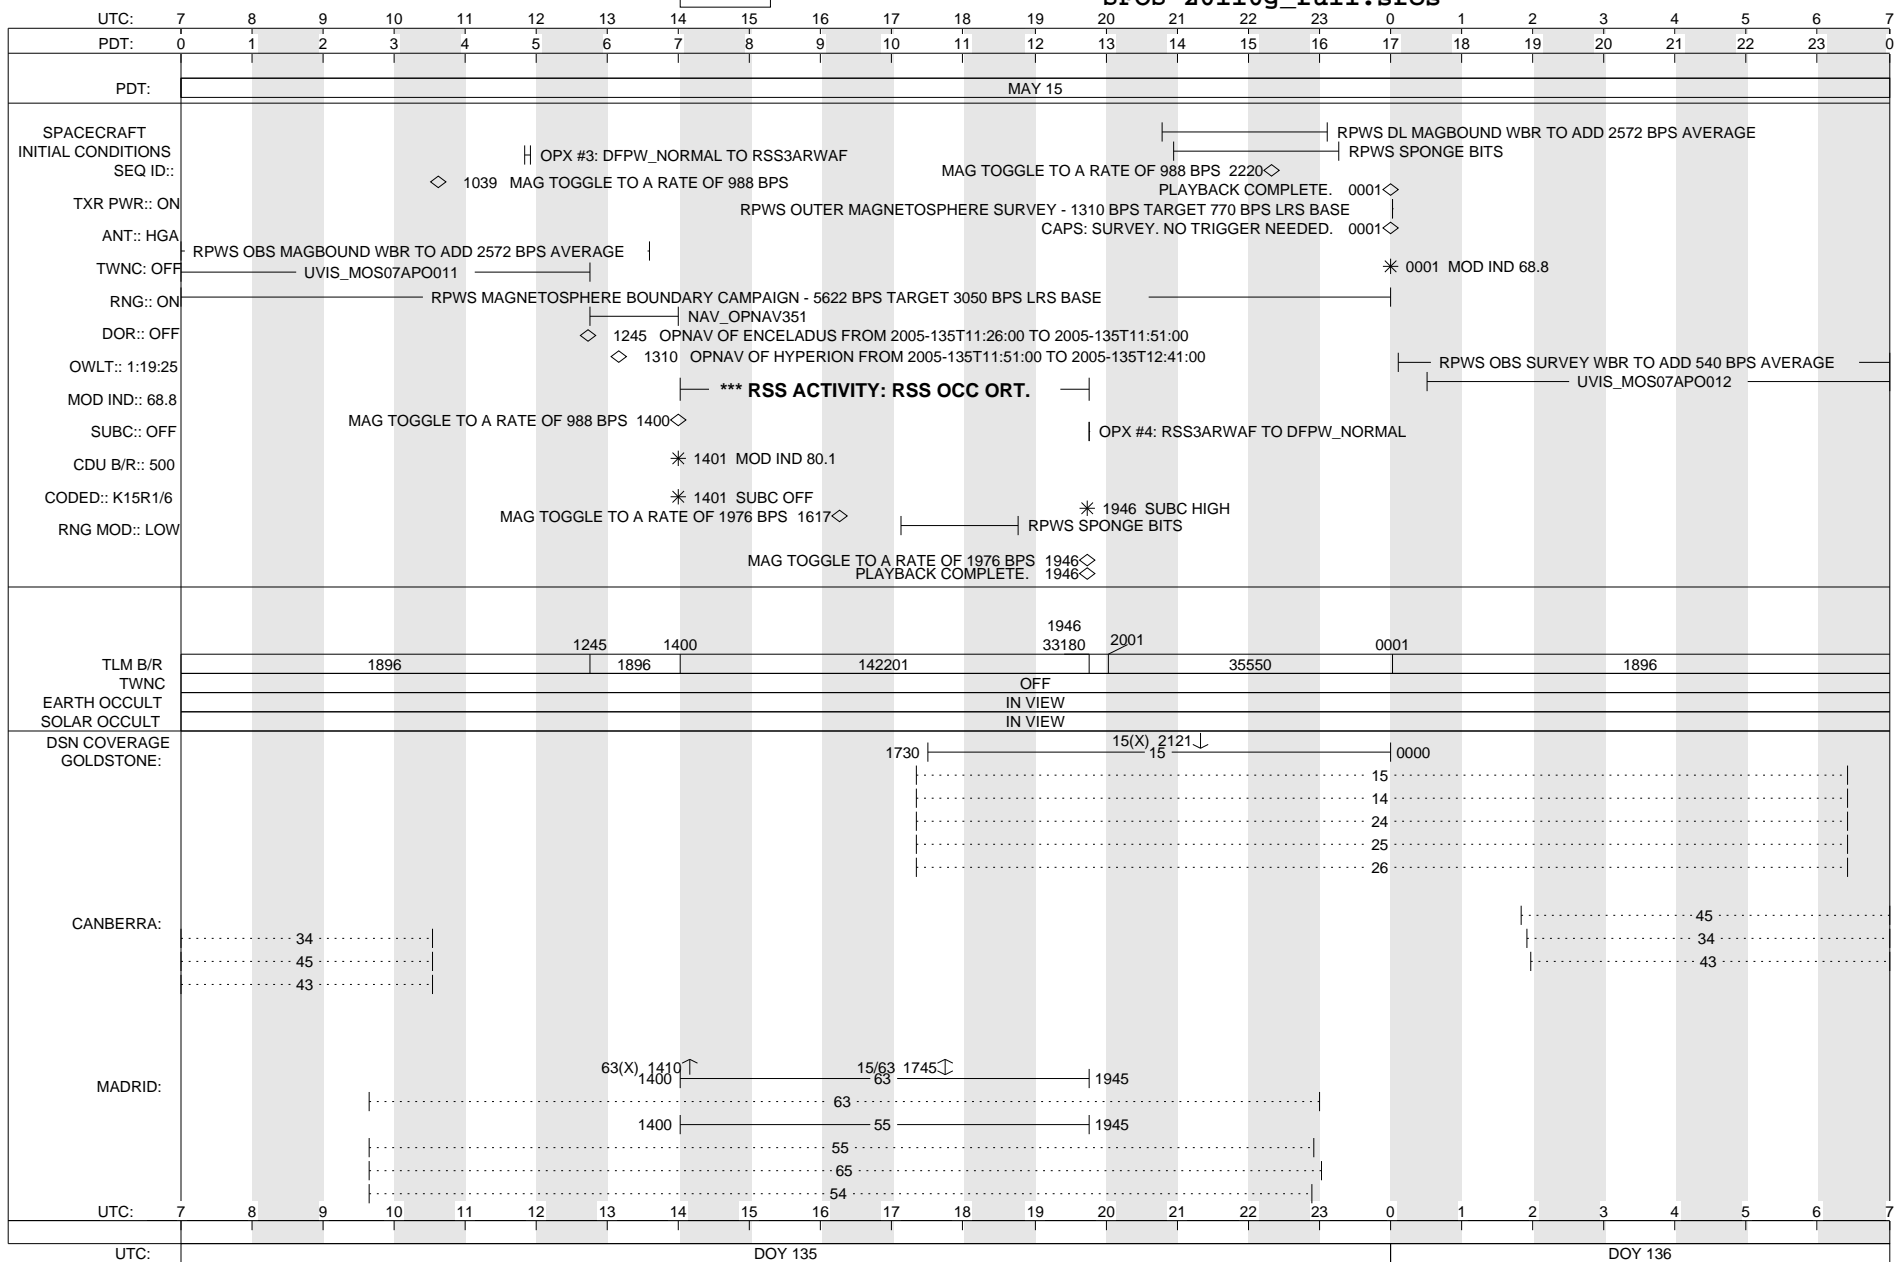 SFOS 20110g_full.sfos
UTC: 7 8 9 10 11 12 13 14 15 16 17 18 19 20 21 22 23 0 1 2 3 4 5 6 7
PDT: 0 1 2 3 4 5 6 7 8 9 10 11 12 13 14 15 16 17 18 19 20 21 22 23 0
PDT: MAY 15
SPACECRAFT
INITIAL CONDITIONS
SEQ ID::
TXR PWR:: ON
ANT:: HGA
TWNC: OFF
RNG:: ON
DOR:: OFF
OWLT:: 1:19:25
MOD IND:: 68.8
SUBC:: OFF
CDU B/R:: 500
CODED:: K15R1/6
RNG MOD:: LOW
RPWS DL MAGBOUND WBR TO ADD 2572 BPS AVERAGE
OPX #3: DFPW_NORMAL TO RSS3ARWAF
RPWS SPONGE BITS
MAG TOGGLE TO A RATE OF 988 BPS 2220
1039 MAG TOGGLE TO A RATE OF 988 BPS
PLAYBACK COMPLETE. 0001
RPWS OUTER MAGNETOSPHERE SURVEY - 1310 BPS TARGET 770 BPS LRS BASE
CAPS: SURVEY. NO TRIGGER NEEDED. 0001
RPWS OBS MAGBOUND WBR TO ADD 2572 BPS AVERAGE
UVIS_MOS07APO011
0001 MOD IND 68.8
RPWS MAGNETOSPHERE BOUNDARY CAMPAIGN - 5622 BPS TARGET 3050 BPS LRS BASE
NAV_OPNAV351
1245 OPNAV OF ENCELADUS FROM 2005-135T11:26:00 TO 2005-135T11:51:00
1310 OPNAV OF HYPERION FROM 2005-135T11:51:00 TO 2005-135T12:41:00
RPWS OBS SURVEY WBR TO ADD 540 BPS AVERAGE
UVIS_MOS07APO012
*** RSS ACTIVITY: RSS OCC ORT.
MAG TOGGLE TO A RATE OF 988 BPS 1400
OPX #4: RSS3ARWAF TO DFPW_NORMAL
1401 MOD IND 80.1
1401 SUBC OFF
1946 SUBC HIGH
MAG TOGGLE TO A RATE OF 1976 BPS 1617
RPWS SPONGE BITS
MAG TOGGLE TO A RATE OF 1976 BPS 1946
PLAYBACK COMPLETE. 1946
1946
1245 1400 33180 2001 0001
TLM B/R 1896 1896 142201 35550 1896
TWNC OFF
EARTH OCCULT IN VIEW
SOLAR OCCULT IN VIEW
DSN COVERAGE
GOLDSTONE:
15(X) 2121
1730 15 0000
15
14
24
25
26
CANBERRA:
45
34 34
45 43
43
MADRID:
63(X) 1410 15/63 1745
1400 63 1945
63
1400 55 1945
55
65
54
UTC: 7 8 9 10 11 12 13 14 15 16 17 18 19 20 21 22 23 0 1 2 3 4 5 6 7
UTC: DOY 135 DOY 136